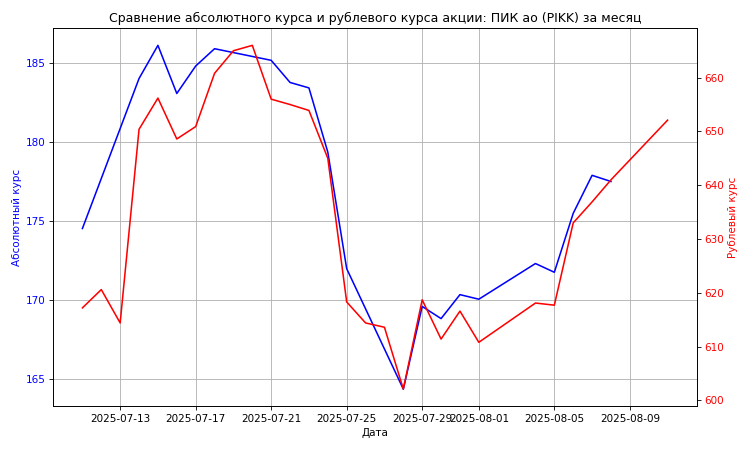 Сравнение абсолютного курса и рублевого курса акции: ПИК ао (PIKK) за месяц
185
180
175
170
165
Абсолютный курс
660
650
640
630
620
610
600
Рублевый курс
2025-07-13 2025-07-17 2025-07-21 2025-07-25 2025-07-29 2025-08-01 2025-08-05 2025-08-09
Дата